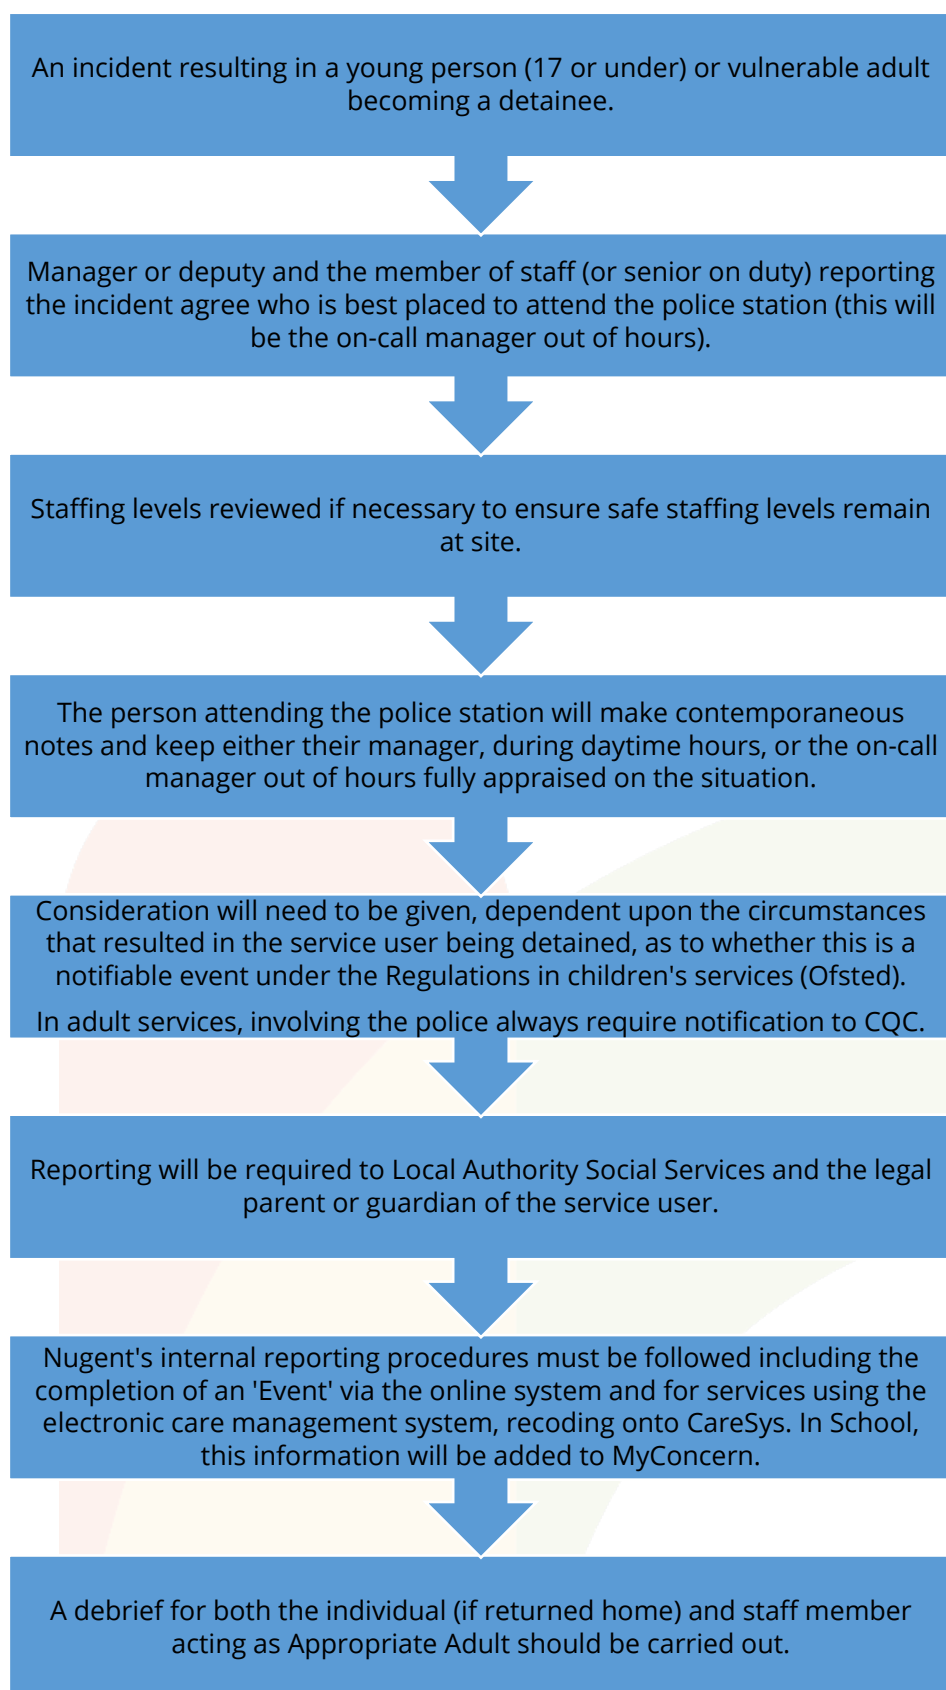 An incident resulting in a young person (17 or under) or vulnerable adult
becoming a detainee.
Manager or deputy and the member of staff (or senior on duty) reporting
the incident agree who is best placed to attend the police station (this will
be the on-call manager out of hours).
Staffing levels reviewed if necessary to ensure safe staffing levels remain
at site.
The person attending the police station will make contemporaneous
notes and keep either their manager, during daytime hours, or the on-call
manager out of hours fully appraised on the situation.
Consideration will need to be given, dependent upon the circumstances
that resulted in the service user being detained, as to whether this is a
notifiable event under the Regulations in children's services (Ofsted).
In adult services, involving the police always require notification to CQC.
Reporting will be required to Local Authority Social Services and the legal
parent or guardian of the service user.
Nugent's internal reporting procedures must be followed including the
completion of an 'Event' via the online system and for services using the
electronic care management system, recoding onto CareSys. In School,
this information will be added to MyConcern.
A debrief for both the individual (if returned home) and staff member
acting as Appropriate Adult should be carried out.